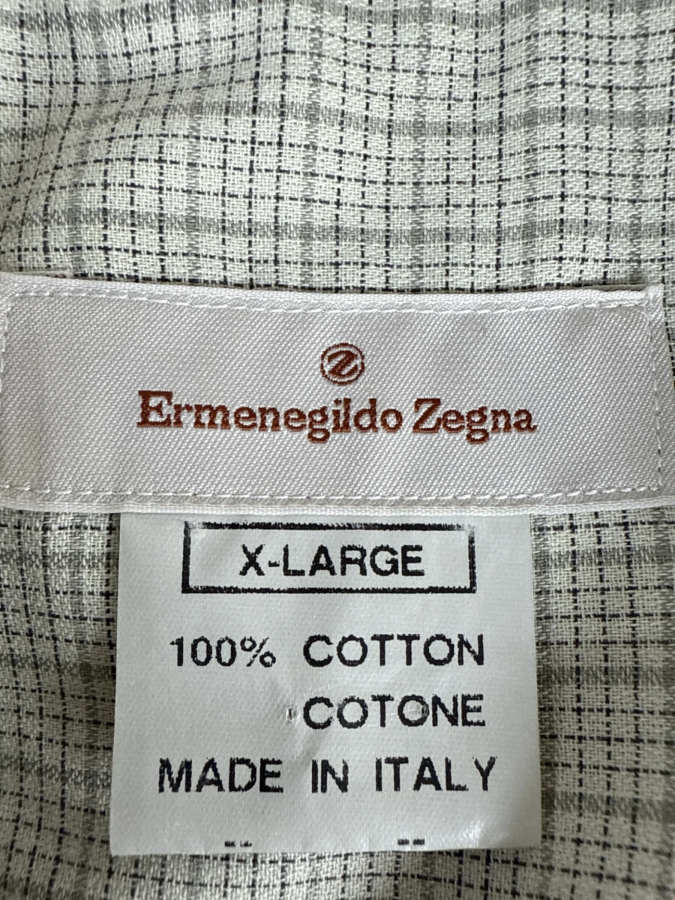 Z
Ermenegildo Zegna
X-LARGE
100% COTTON
COTONE
MADE IN ITALY